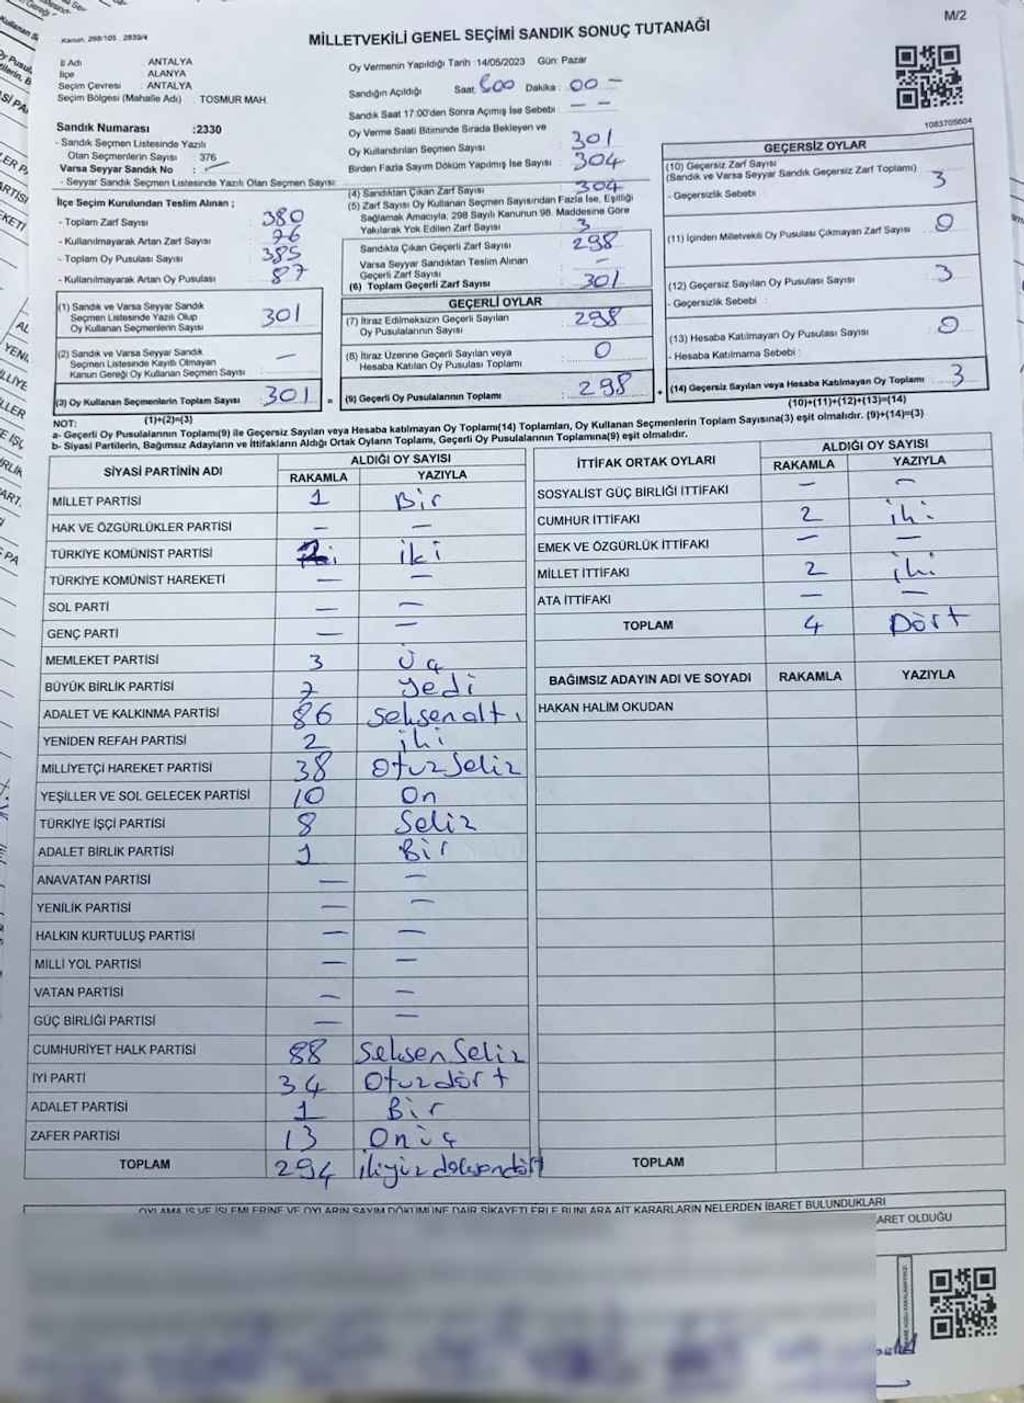 M/2
Kanun, 298/105 , 2839/4
MİLLETVEKİLİ GENEL SEÇİMİ SANDIK SONUÇ TUTANAĞI
İl Adı ANTALYA
İlçe ALANYA
Seçim Çevresi : ANTALYA
Seçim Bölgesi (Mahalle Adı) : TOSMUR MAH.
Oy Vermenin Yapıldığı Tarih :14/05/2023 Gün: Pazar
Sandığın Açıldığı Saat: Dakika : 00
Sandık Saat 17:00'den Sonra Açımış İse Sebebi – –
1083705604
Sandık Numarası :2330
- Sandık Seçmen Listesinde Yazılı
Olan Seçmenlerin Sayısı : 376
Varsa Seyyar Sandık No :
- Seyyar Sandık Seçmen Listesinde Yazılı Olan Seçmen Sayısı:
Oy Verme Saati Bitiminde Sırada Bekleyen ve
Oy Kullandırılan Seçmen Sayısı 301
Birden Fazla Sayım Döküm Yapılmış İse Sayısı 304
İlçe Seçim Kurulundan Teslim Alınan ;
- Toplam Zarf Sayısı 380
- Kullanılmayarak Artan Zarf Sayısı 76
- Toplam Oy Pusulası Sayısı 385
- Kullanılmayarak Artan Oy Pusulası 87
(1) Sandık ve Varsa Seyyar Sandık
Seçmen Listesinde Yazılı Olup
Oy Kullanan Seçmenlerin Sayısı 301
(2) Sandık ve Varsa Seyyar Sandık
Seçmen Listesinde Kayıtlı Olmayan
Kanun Gereği Oy Kullanan Seçmen Sayısı –
(3) Oy Kullanan Seçmenlerin Toplam Sayısı 301 =
(1)+(2)=(3)
(4) Sandıktan Çıkan Zarf Sayısı 304
(5) Zarf Sayısı Oy Kullanan Seçmen Sayısından Fazla İse, Eşitliği
Sağlamak Amacıyla, 298 Sayılı Kanunun 98. Maddesine Göre
Yakılarak Yok Edilen Zarf Sayısı 3
Sandıkta Çıkan Geçerli Zarf Sayısı 298
Varsa Seyyar Sandıktan Teslim Alınan
Geçerli Zarf Sayısı –
(6) Toplam Geçerli Zarf Sayısı 301
GEÇERLİ OYLAR
(7) İtiraz Edilmeksizin Geçerli Sayılan
Oy Pusulalarının Sayısı 298
(8) İtiraz Üzerine Geçerli Sayılan veya
Hesaba Katılan Oy Pusulası Toplamı 0
(9) Geçerli Oy Pusulalarının Toplamı 298 +
GEÇERSİZ OYLAR
(10) Geçersiz Zarf Sayısı
(Sandık ve Varsa Seyyar Sandık Geçersiz Zarf Toplamı) 3
- Geçersizlik Sebebi :
(11) İçinden Milletvekili Oy Pusulası Çıkmayan Zarf Sayısı 0
(12) Geçersiz Sayılan Oy Pusulası Sayısı 3
- Geçersizlik Sebebi :
(13) Hesaba Katılmayan Oy Pusulası Sayısı 0
- Hesaba Katılmama Sebebi :
(14) Geçersiz Sayılan veya Hesaba Katılmayan Oy Toplamı 3
(10)+(11)+(12)+(13)=(14)
NOT:
a- Geçerli Oy Pusulalarının Toplamı(9) ile Geçersiz Sayılan veya Hesaba katılmayan Oy Toplamı(14) Toplamları, Oy Kullanan Seçmenlerin Toplam Sayısına(3) eşit olmalıdır. (9)+(14)=(3)
b- Siyasi Partilerin, Bağımsız Adayların ve İttifakların Aldığı Ortak Oyların Toplamı, Geçerli Oy Pusulalarının Toplamına(9) eşit olmalıdır.
SİYASİ PARTİNİN ADI ALDIĞI OY SAYISI
RAKAMLA YAZIYLA
MİLLET PARTİSİ 1 Bir
HAK VE ÖZGÜRLÜKLER PARTİSİ – –
TÜRKİYE KOMÜNİST PARTİSİ 2 iki
TÜRKİYE KOMÜNİST HAREKETİ – –
SOL PARTİ – –
GENÇ PARTİ – –
MEMLEKET PARTİSİ 3 Üç
BÜYÜK BİRLİK PARTİSİ 7 yedi
ADALET VE KALKINMA PARTİSİ 86 seksenaltı
YENİDEN REFAH PARTİSİ 2 iki
MİLLİYETÇİ HAREKET PARTİSİ 38 Otuzsekiz
YEŞİLLER VE SOL GELECEK PARTİSİ 10 On
TÜRKİYE İŞÇİ PARTİSİ 8 Sekiz
ADALET BİRLİK PARTİSİ 1 Bir
ANAVATAN PARTİSİ – –
YENİLİK PARTİSİ – –
HALKIN KURTULUŞ PARTİSİ – –
MİLLİ YOL PARTİSİ – –
VATAN PARTİSİ – –
GÜÇ BİRLİĞİ PARTİSİ – –
CUMHURİYET HALK PARTİSİ 88 SeksenSekiz
İYİ PARTİ 34 Otuzdört
ADALET PARTİSİ 1 Bir
ZAFER PARTİSİ 13 Onüç
TOPLAM 294 ikiyüzdoksandört
İTTİFAK ORTAK OYLARI ALDIĞI OY SAYISI
RAKAMLA YAZIYLA
SOSYALİST GÜÇ BİRLİĞİ İTTİFAKI – –
CUMHUR İTTİFAKI 2 iki
EMEK VE ÖZGÜRLÜK İTTİFAKI – –
MİLLET İTTİFAKI 2 iki
ATA İTTİFAKI – –
TOPLAM 4 Dört
BAĞIMSIZ ADAYIN ADI VE SOYADI RAKAMLA YAZIYLA
HAKAN HALİM OKUDAN
TOPLAM
OYLAMA İŞ VE İŞLEMLERİNE VE OYLARIN SAYIM DÖKÜMÜNE DAİR ŞİKAYETLERLE BUNLARA AİT KARARLARIN NELERDEN İBARET BULUNDUKLARI
ARET OLDUĞU